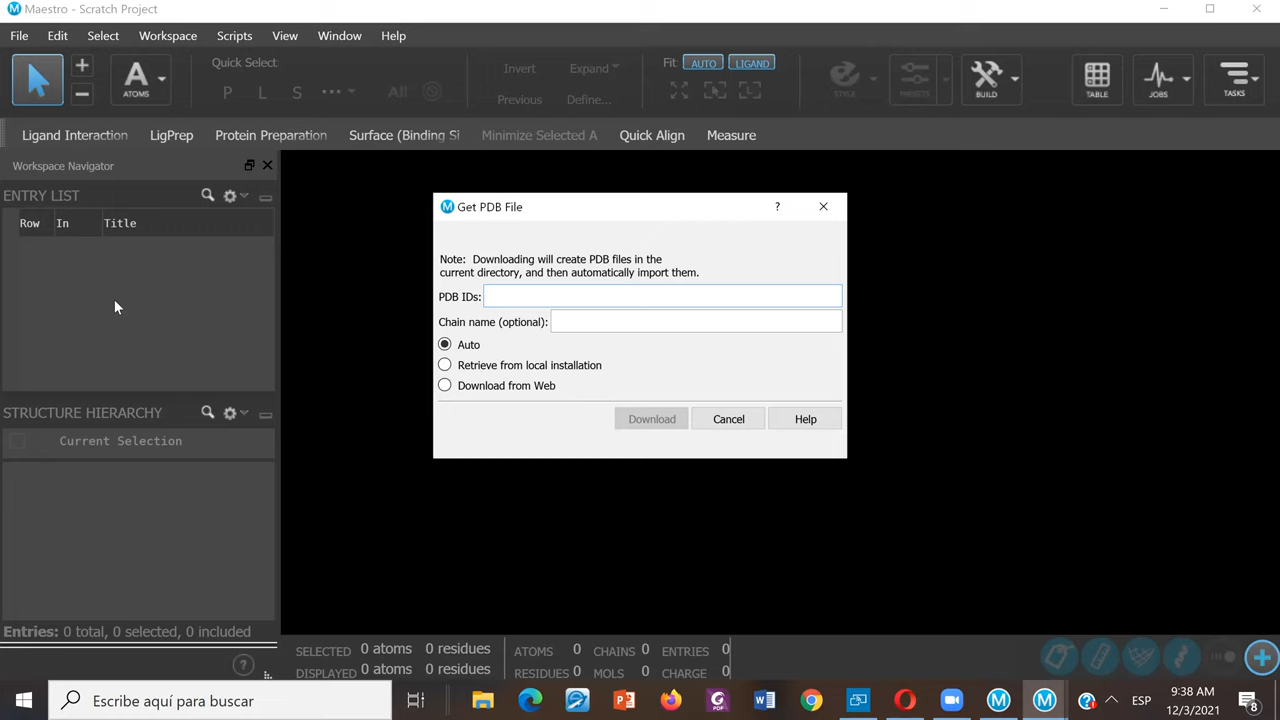 Maestro - Scratch Project
File Edit Select Workspace Scripts View Window Help
Quick Select
Invert Expand
Fit: AUTO LIGAND
ATOMS
P L S ... All
Previous Define...
STYLE PRESETS BUILD TABLE JOBS TASKS
Ligand Interaction LigPrep Protein Preparation Surface (Binding Si Minimize Selected A Quick Align Measure
Workspace Navigator
ENTRY LIST
Row In Title
Get PDB File
?
Note: Downloading will create PDB files in the
current directory, and then automatically import them.
PDB IDs:
Chain name (optional):
Auto
Retrieve from local installation
Download from Web
Download Cancel Help
STRUCTURE HIERARCHY
Current Selection
Entries: 0 total, 0 selected, 0 included
SELECTED 0 atoms 0 residues ATOMS 0 CHAINS 0 ENTRIES 0
DISPLAYED 0 atoms 0 residues RESIDUES 0 MOLS 0 CHARGE 0
Escribe aquí para buscar
ESP
9:38 AM
12/3/2021
8